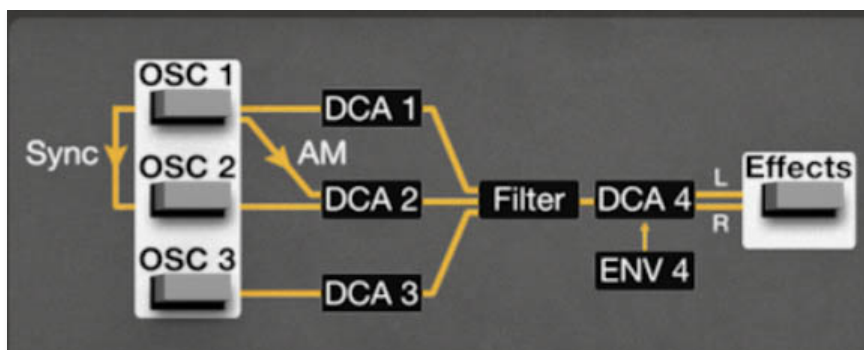 OSC 1
DCA 1
Sync
AM
OSC 2
DCA 2
Filter
DCA 4
L
R
Effects
OSC 3
DCA 3
ENV 4